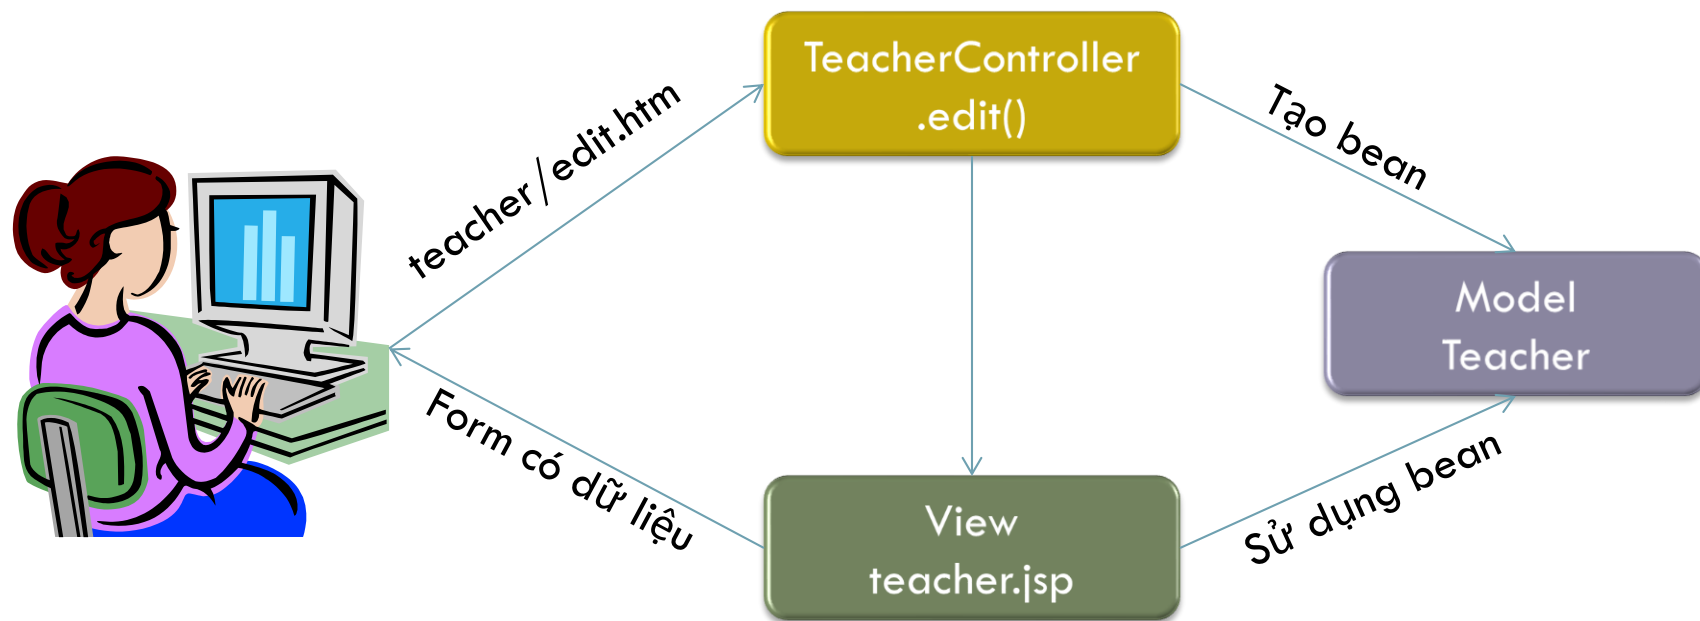 TeacherController
.edit()
teacher/edit.htm
Tạo bean
Model
Teacher
Form có dữ liệu
Sử dụng bean
View
teacher.jsp